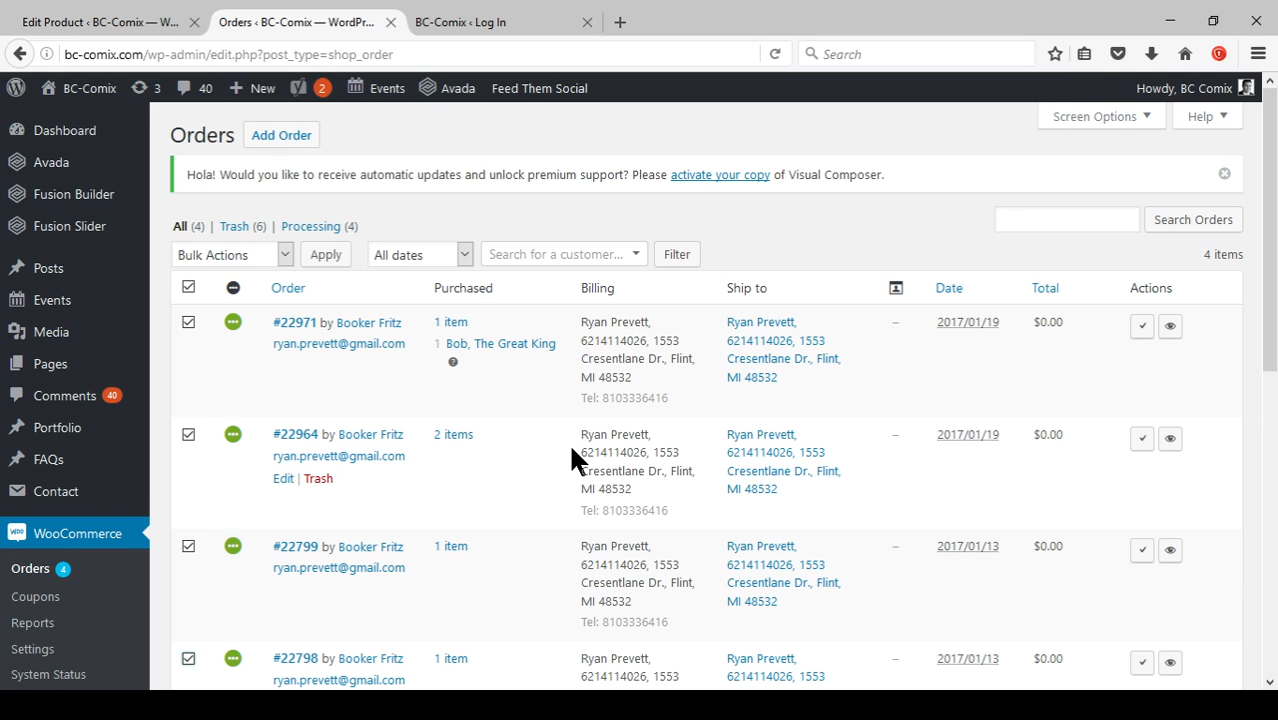 Edit Product ‹ BC-Comix — W...
Orders ‹ BC-Comix — WordPr...
BC-Comix ‹ Log In
bc-comix.com/wp-admin/edit.php?post_type=shop_order
Search
BC-Comix 3 40 New 2 Events Avada Feed Them Social Howdy, BC Comix
Screen Options Help
Dashboard
Avada
Fusion Builder
Fusion Slider
Posts
Events
Media
Pages
Comments 40
Portfolio
FAQs
Contact
WooCommerce
Orders 4
Coupons
Reports
Settings
System Status
Orders Add Order
Hola! Would you like to receive automatic updates and unlock premium support? Please activate your copy of Visual Composer.
All (4) | Trash (6) | Processing (4)
Search Orders
Bulk Actions Apply All dates Search for a customer... Filter 4 items
Order Purchased Billing Ship to Date Total Actions
#22971 by Booker Fritz
ryan.prevett@gmail.com
1 item
1 Bob, The Great King
Ryan Prevett,
6214114026, 1553
Cresentlane Dr., Flint,
MI 48532
Tel: 8103336416
Ryan Prevett,
6214114026, 1553
Cresentlane Dr., Flint,
MI 48532
– 2017/01/19 $0.00
#22964 by Booker Fritz
ryan.prevett@gmail.com
Edit | Trash
2 items
Ryan Prevett,
6214114026, 1553
Cresentlane Dr., Flint,
MI 48532
Tel: 8103336416
Ryan Prevett,
6214114026, 1553
Cresentlane Dr., Flint,
MI 48532
– 2017/01/19 $0.00
#22799 by Booker Fritz
ryan.prevett@gmail.com
1 item
Ryan Prevett,
6214114026, 1553
Cresentlane Dr., Flint,
MI 48532
Tel: 8103336416
Ryan Prevett,
6214114026, 1553
Cresentlane Dr., Flint,
MI 48532
– 2017/01/13 $0.00
#22798 by Booker Fritz
ryan.prevett@gmail.com
1 item
Ryan Prevett,
6214114026, 1553
Ryan Prevett,
6214114026, 1553
– 2017/01/13 $0.00